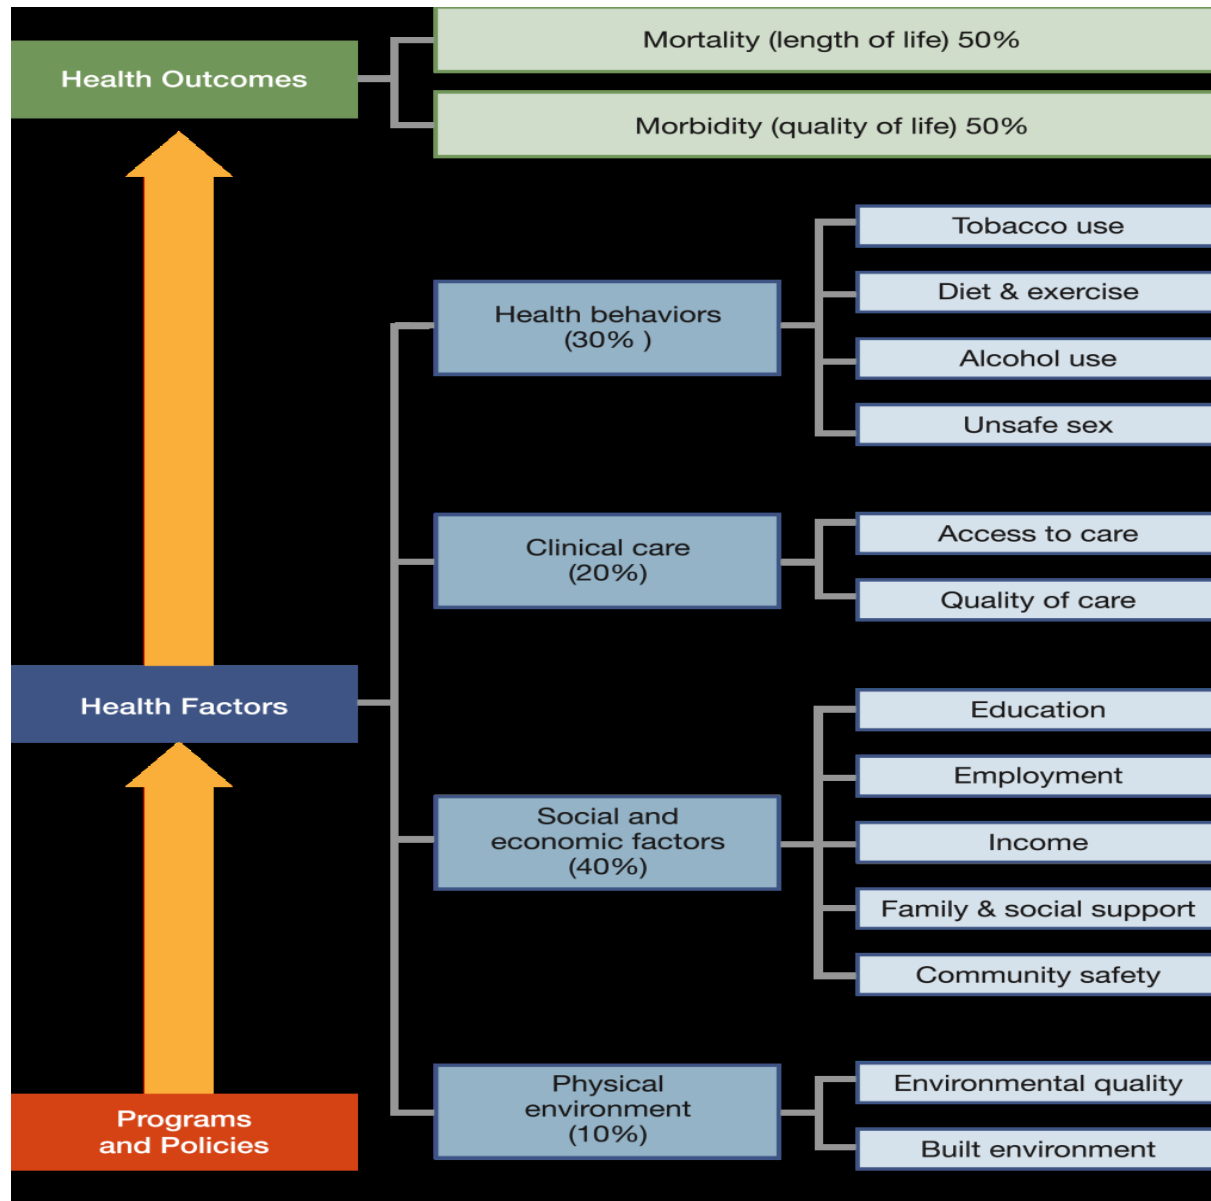 Health Outcomes
Mortality (length of life) 50%
Morbidity (quality of life) 50%
Health Factors
Health behaviors
(30% )
Tobacco use
Diet & exercise
Alcohol use
Unsafe sex
Clinical care
(20%)
Access to care
Quality of care
Social and
economic factors
(40%)
Education
Employment
Income
Family & social support
Community safety
Physical
environment
(10%)
Environmental quality
Built environment
Programs
and Policies